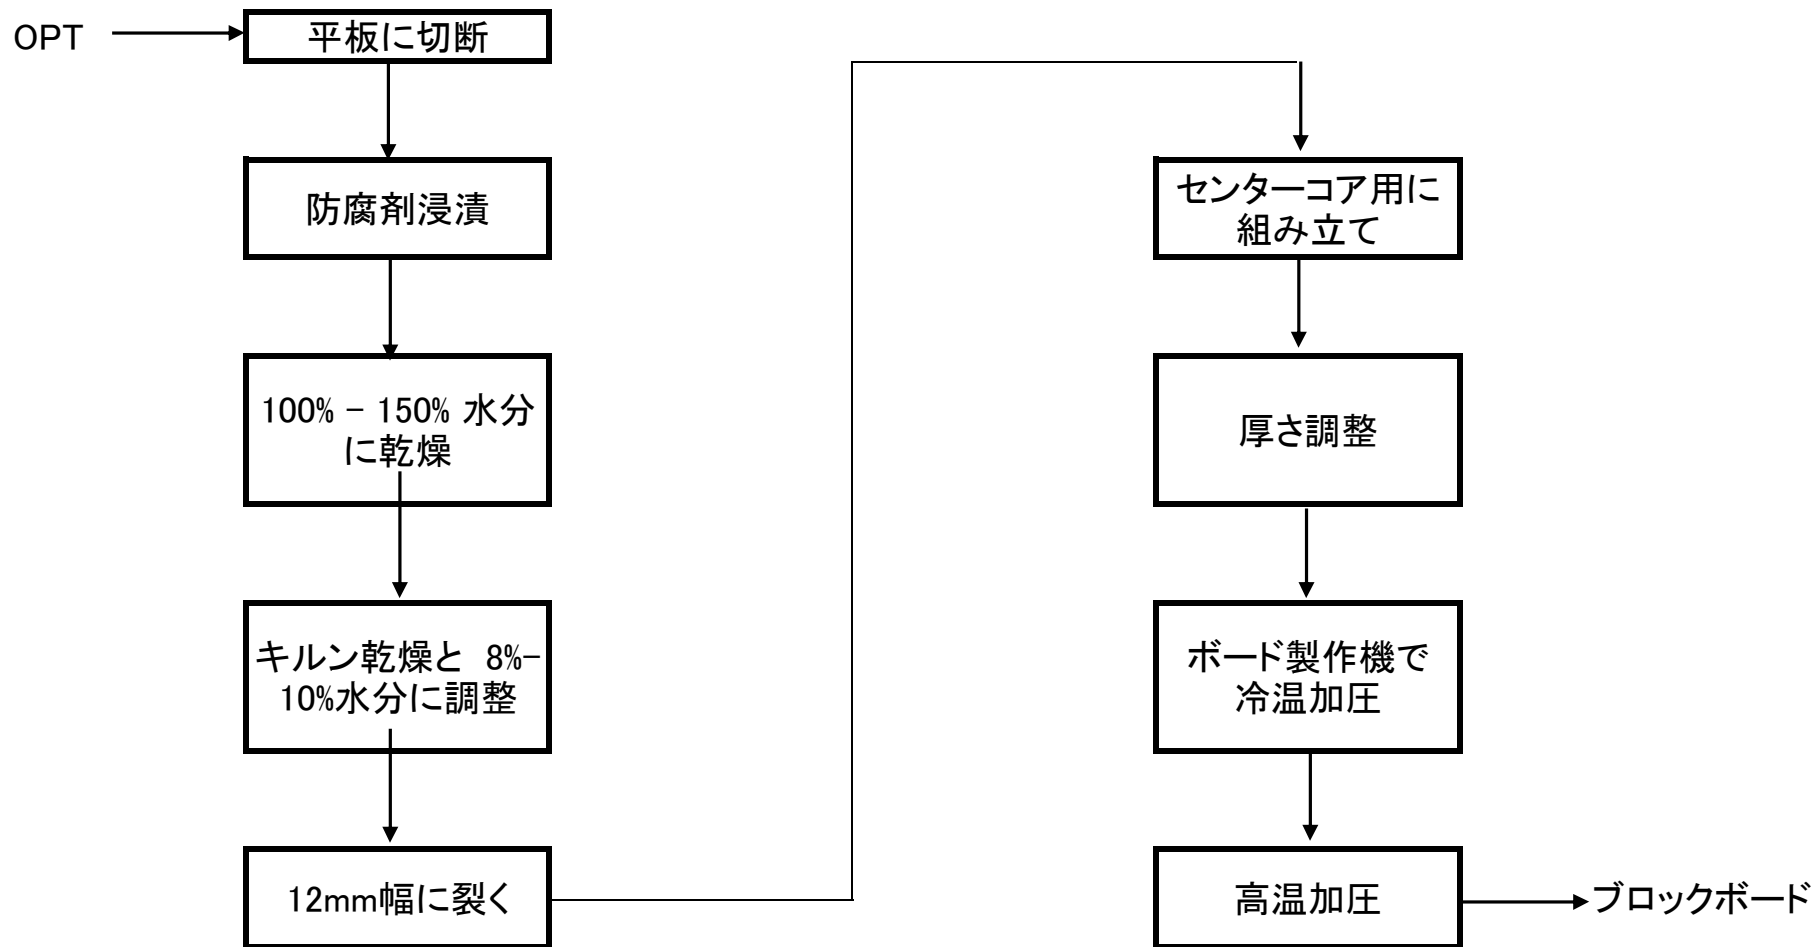 OPT
平板に切断
防腐剤浸漬
100% - 150% 水分
に乾燥
キルン乾燥と 8%-
10%水分に調整
12mm幅に裂く
センターコア用に
組み立て
厚さ調整
ボード製作機で
冷温加圧
高温加圧
ブロックボード